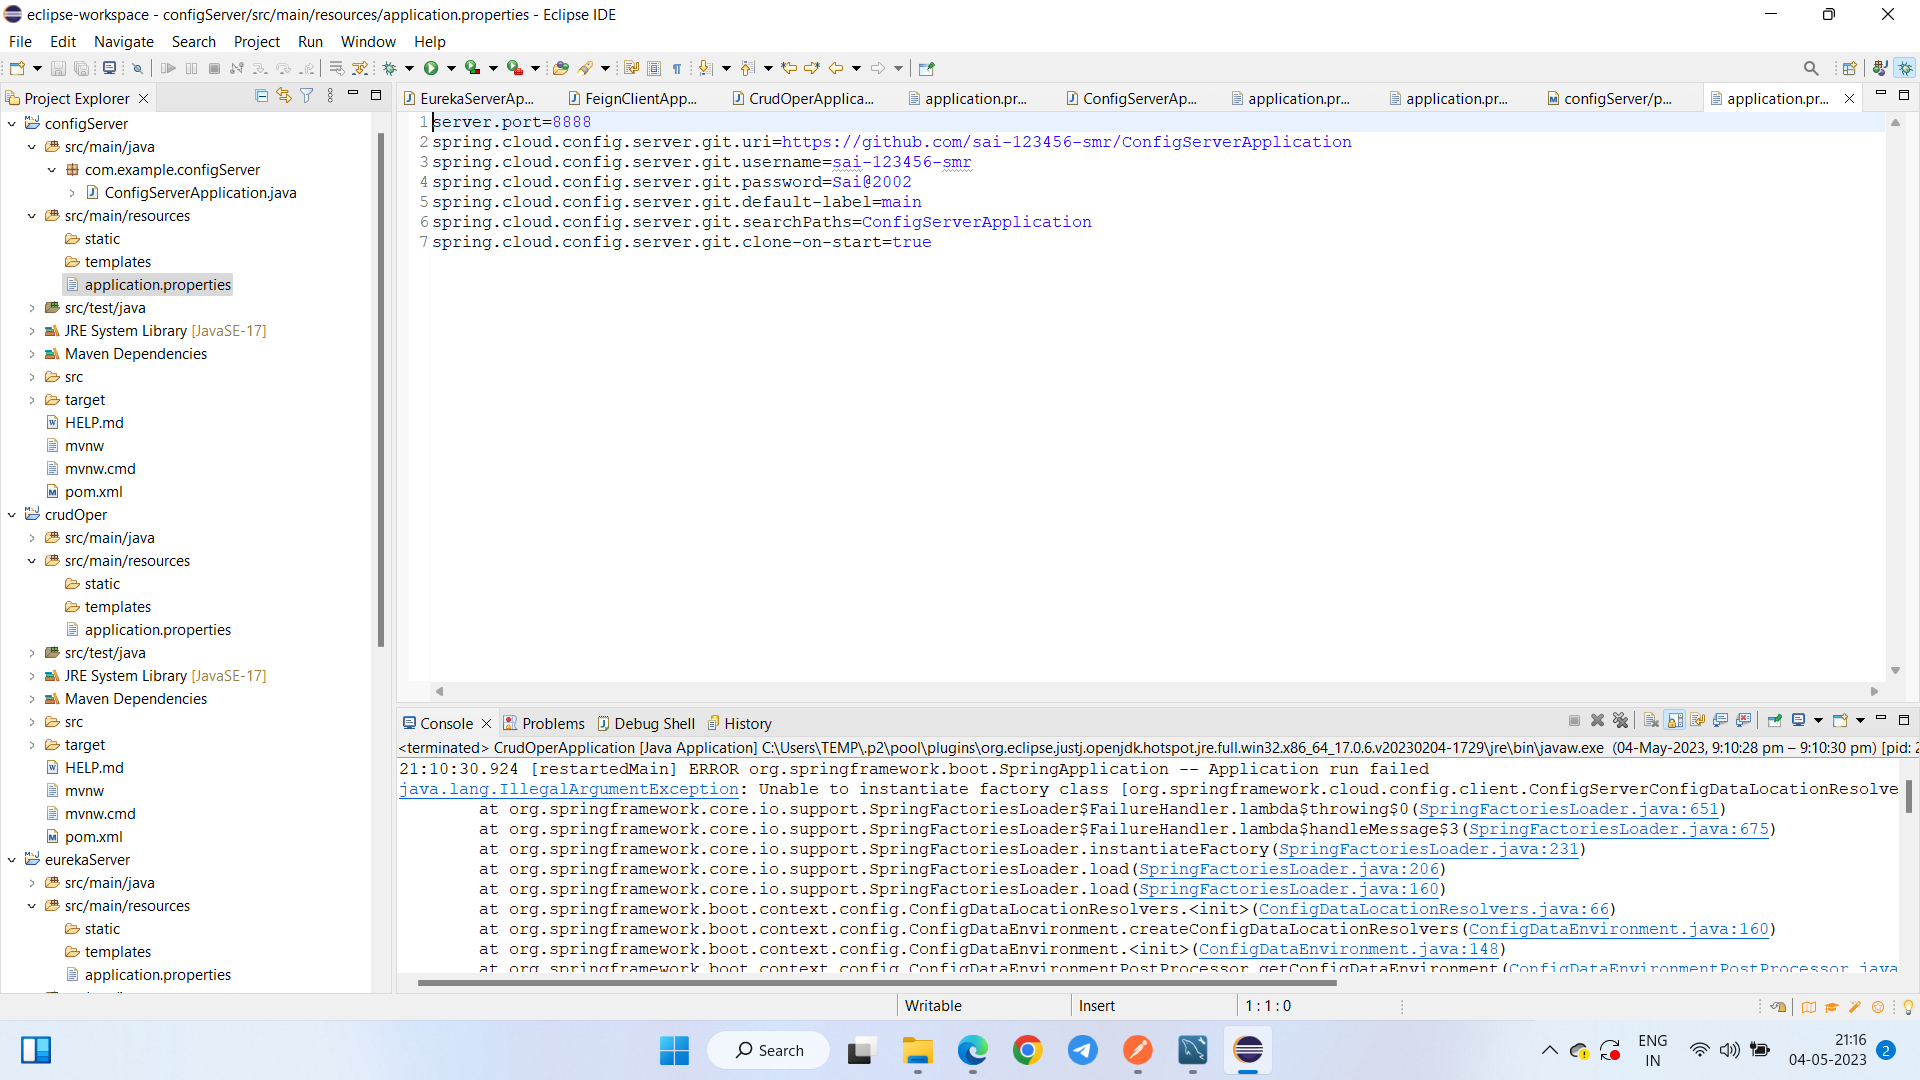 eclipse-workspace - configServer/src/main/resources/application.properties - Eclipse IDE
File Edit Navigate Search Project Run Window Help
Project Explorer
configServer
src/main/java
com.example.configServer
ConfigServerApplication.java
src/main/resources
static
templates
application.properties
src/test/java
JRE System Library [JavaSE-17]
Maven Dependencies
src
target
HELP.md
mvnw
mvnw.cmd
pom.xml
crudOper
src/main/java
src/main/resources
static
templates
application.properties
src/test/java
JRE System Library [JavaSE-17]
Maven Dependencies
src
target
HELP.md
mvnw
mvnw.cmd
pom.xml
eurekaServer
src/main/java
src/main/resources
static
templates
application.properties
EurekaServerAp... FeignClientApp... CrudOperApplica... application.pr... ConfigServerAp... application.pr... application.pr... configServer/p... application.pr...
1 server.port=8888
2 spring.cloud.config.server.git.uri=https://github.com/sai-123456-smr/ConfigServerApplication
3 spring.cloud.config.server.git.username=sai-123456-smr
4 spring.cloud.config.server.git.password=Sai@2002
5 spring.cloud.config.server.git.default-label=main
6 spring.cloud.config.server.git.searchPaths=ConfigServerApplication
7 spring.cloud.config.server.git.clone-on-start=true
Console Problems Debug Shell History
<terminated> CrudOperApplication [Java Application] C:\Users\TEMP\.p2\pool\plugins\org.eclipse.justj.openjdk.hotspot.jre.full.win32.x86_64_17.0.6.v20230204-1729\jre\bin\javaw.exe (04-May-2023, 9:10:28 pm – 9:10:30 pm) [pid: 2
21:10:30.924 [restartedMain] ERROR org.springframework.boot.SpringApplication -- Application run failed
java.lang.IllegalArgumentException: Unable to instantiate factory class [org.springframework.cloud.config.client.ConfigServerConfigDataLocationResolve
at org.springframework.core.io.support.SpringFactoriesLoader$FailureHandler.lambda$throwing$0(SpringFactoriesLoader.java:651)
at org.springframework.core.io.support.SpringFactoriesLoader$FailureHandler.lambda$handleMessage$3(SpringFactoriesLoader.java:675)
at org.springframework.core.io.support.SpringFactoriesLoader.instantiateFactory(SpringFactoriesLoader.java:231)
at org.springframework.core.io.support.SpringFactoriesLoader.load(SpringFactoriesLoader.java:206)
at org.springframework.core.io.support.SpringFactoriesLoader.load(SpringFactoriesLoader.java:160)
at org.springframework.boot.context.config.ConfigDataLocationResolvers.<init>(ConfigDataLocationResolvers.java:66)
at org.springframework.boot.context.config.ConfigDataEnvironment.createConfigDataLocationResolvers(ConfigDataEnvironment.java:160)
at org.springframework.boot.context.config.ConfigDataEnvironment.<init>(ConfigDataEnvironment.java:148)
at org.springframework.boot.context.config.ConfigDataEnvironmentPostProcessor.getConfigDataEnvironment(ConfigDataEnvironmentPostProcessor.java
Writable Insert 1 : 1 : 0
Search
ENG
IN
21:16
04-05-2023
2